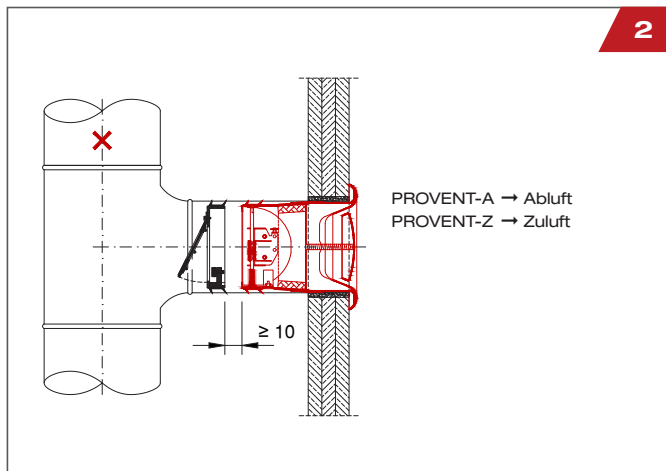 2
PROVENT-A → Abluft
PROVENT-Z → Zuluft
≥ 10